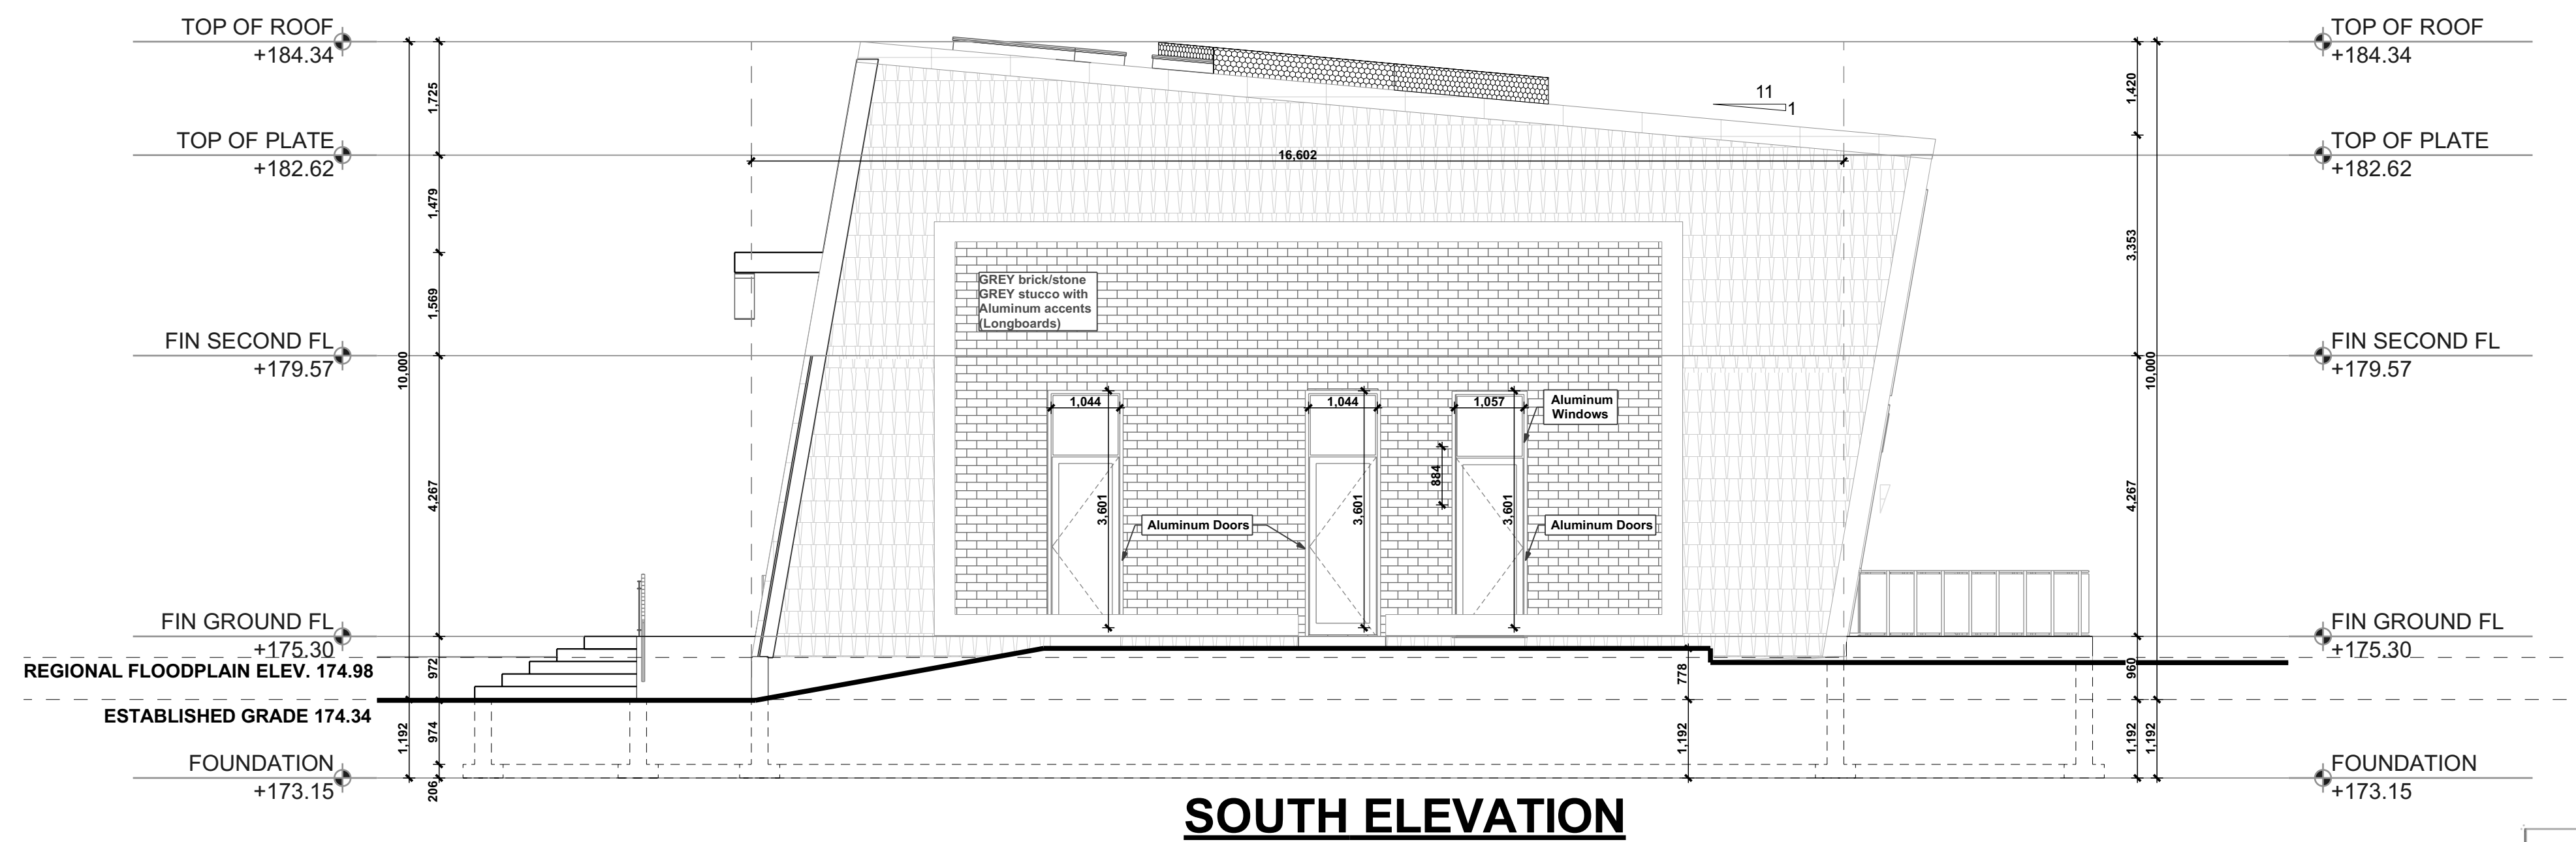 TOP OF ROOF
+184.34
TOP OF PLATE
+182.62
FIN SECOND FL
+179.57
FIN GROUND FL
+175.30
REGIONAL FLOODPLAIN ELEV. 174.98
ESTABLISHED GRADE 174.34
FOUNDATION
+173.15
10,000
1,192
1,725
1,479
1,569
4,267
972
974
206
16,602
11
1
GREY brick/stone
GREY stucco with
Aluminum accents
(Longboards)
1,044
3,601
1,044
3,601
1,057
3,601
884
Aluminum
Windows
Aluminum Doors
Aluminum Doors
778
1,192
1,420
3,353
4,267
960
1,192
10,000
1,192
TOP OF ROOF
+184.34
TOP OF PLATE
+182.62
FIN SECOND FL
+179.57
FIN GROUND FL
+175.30
FOUNDATION
+173.15
SOUTH ELEVATION